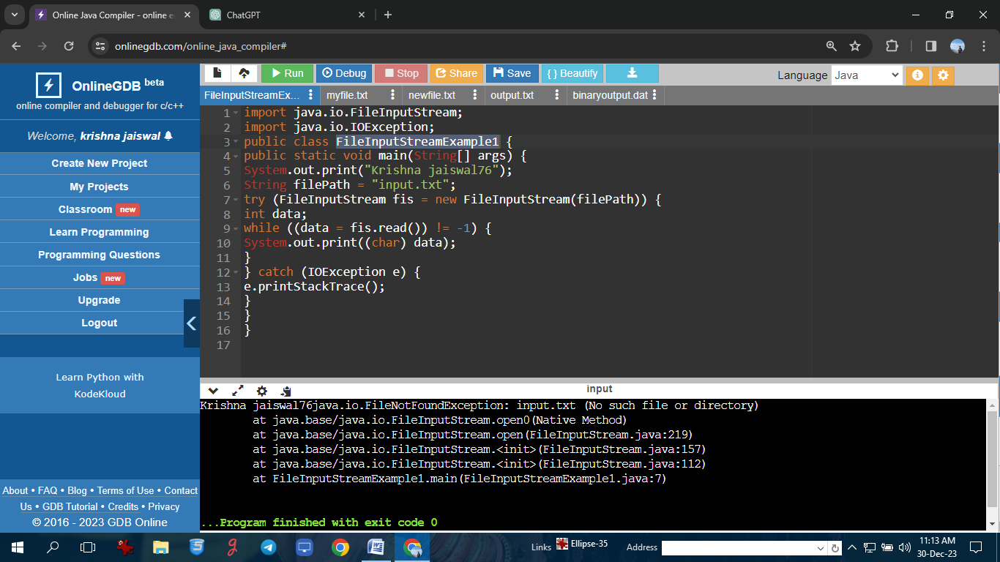 Online Java Compiler - online e
ChatGPT
onlinegdb.com/online_java_compiler#
OnlineGDB beta
online compiler and debugger for c/c++
Welcome, krishna jaiswal
Create New Project
My Projects
Classroom new
Learn Programming
Programming Questions
Jobs new
Upgrade
Logout
Learn Python with
KodeKloud
About • FAQ • Blog • Terms of Use • Contact
Us • GDB Tutorial • Credits • Privacy
© 2016 - 2023 GDB Online
Run Debug Stop Share Save { } Beautify Language Java
FileInputStreamEx... myfile.txt newfile.txt output.txt binaryoutput.dat
1 import java.io.FileInputStream;
2 import java.io.IOException;
3 public class FileInputStreamExample1 {
4 public static void main(String[] args) {
5 System.out.print("Krishna jaiswal76");
6 String filePath = "input.txt";
7 try (FileInputStream fis = new FileInputStream(filePath)) {
8 int data;
9 while ((data = fis.read()) != -1) {
10 System.out.print((char) data);
11 }
12 } catch (IOException e) {
13 e.printStackTrace();
14 }
15 }
16 }
17
input
Krishna jaiswal76java.io.FileNotFoundException: input.txt (No such file or directory)
at java.base/java.io.FileInputStream.open0(Native Method)
at java.base/java.io.FileInputStream.open(FileInputStream.java:219)
at java.base/java.io.FileInputStream.<init>(FileInputStream.java:157)
at java.base/java.io.FileInputStream.<init>(FileInputStream.java:112)
at FileInputStreamExample1.main(FileInputStreamExample1.java:7)
...Program finished with exit code 0
Links Ellipse-35 Address
11:13 AM
30-Dec-23